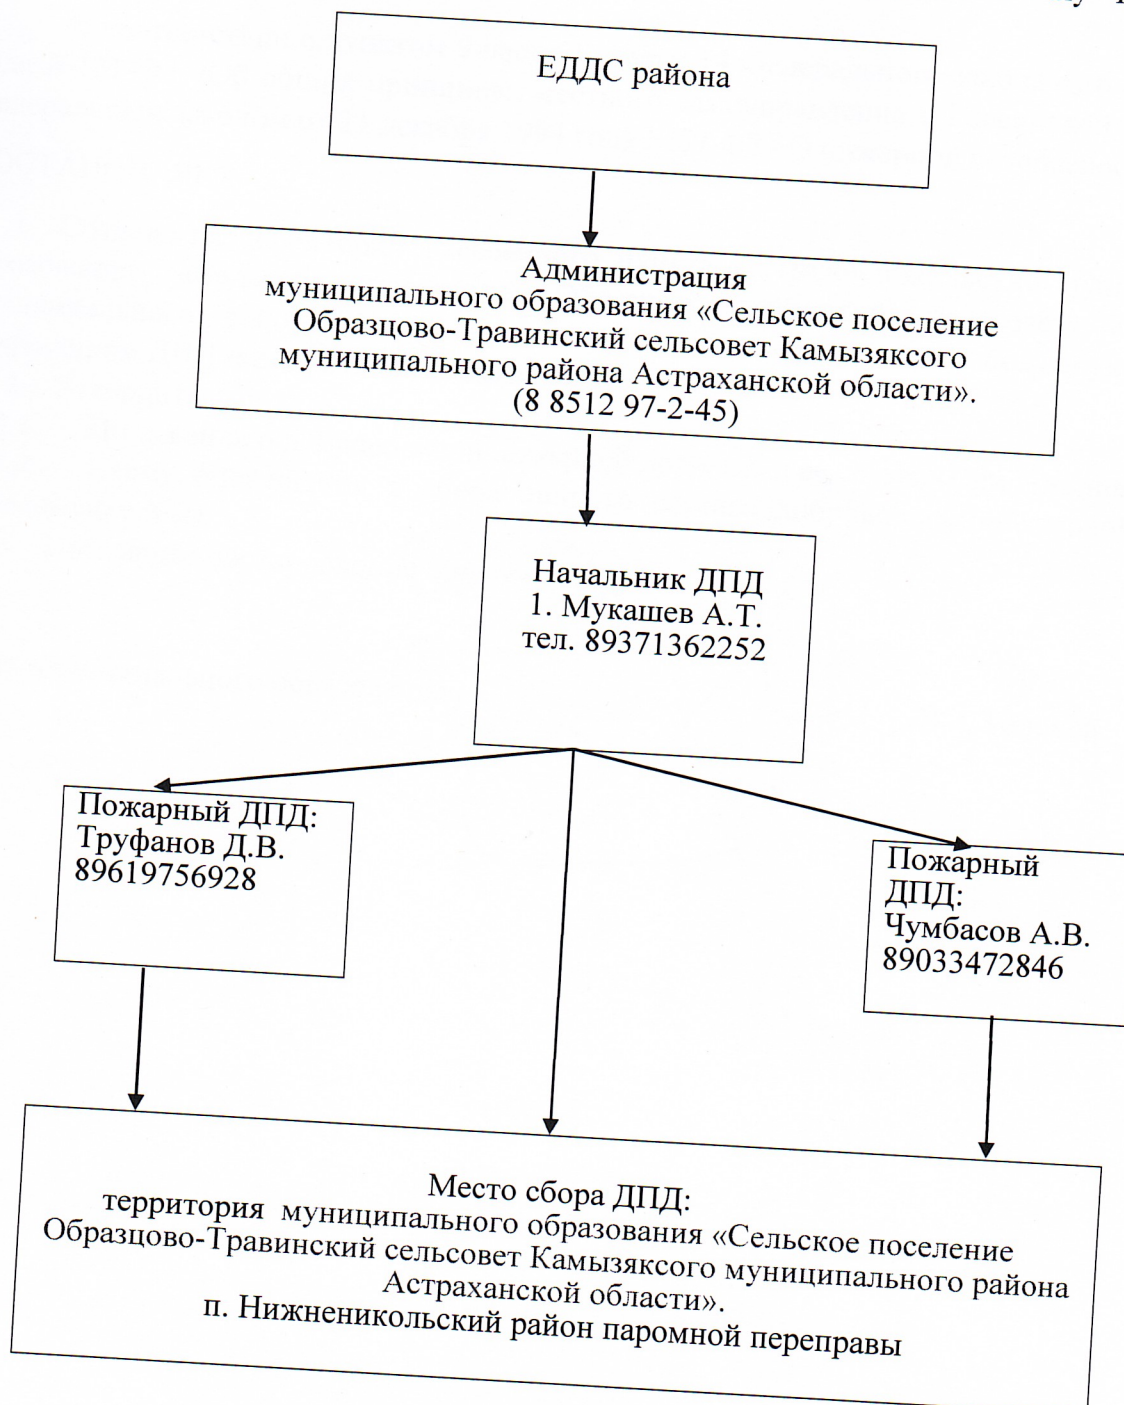 ЕДДС района
Администрация
муниципального образования «Сельское поселение
Образцово-Травинский сельсовет Камызяксого
муниципального района Астраханской области».
(8 8512 97-2-45)
Начальник ДПД
1. Мукашев А.Т.
тел. 89371362252
Пожарный ДПД:
Труфанов Д.В.
89619756928
Пожарный
ДПД:
Чумбасов А.В.
89033472846
Место сбора ДПД:
территория муниципального образования «Сельское поселение
Образцово-Травинский сельсовет Камызяксого муниципального района
Астраханской области».
п. Нижненикольский район паромной переправы